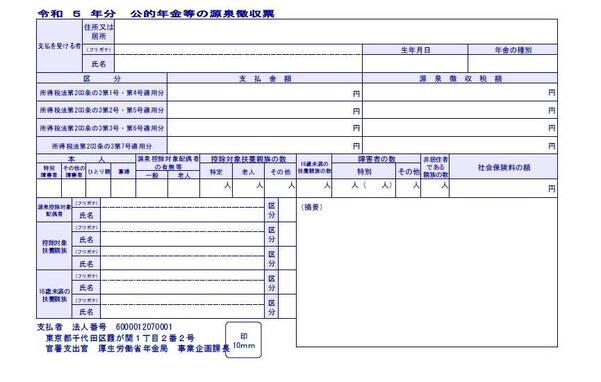 令和 5 年分 公的年金等の源泉徴収票
支払を受ける者
住所又は
居所
(フリガナ)
氏名
生年月日
年金の種別
区 分
支 払 金 額
源 泉 徴 収 税 額
所得税法第203条の3第1号・第4号適用分
円
円
所得税法第203条の3第2号・第5号適用分
円
円
所得税法第203条の3第3号・第6号適用分
円
円
所得税法第203条の3第7号適用分
円
円
本 人
源泉控除対象配偶者
の有無等
控除対象扶養親族の数
16歳未満の
扶養親族の数
障害者の数
非居住者
である
親族の数
社会保険料の額
特別
障害者
その他の
障害者
ひとり親
寡婦
一般
老人
特定
老人
その他
特別
その他
人
人
人
人
人 ( 人)
人
人
円
源泉控除対象
配偶者
(フリガナ)
氏名
区
分
(摘要)
控除対象
扶養親族
(フリガナ)
氏名
区
分
(フリガナ)
氏名
区
分
16歳未満の
扶養親族
(フリガナ)
氏名
区
分
(フリガナ)
氏名
区
分
支払者 法人番号 6000012070001
東京都千代田区霞が関1丁目2番2号
官署支出官 厚生労働省年金局 事業企画課長
印
10mm